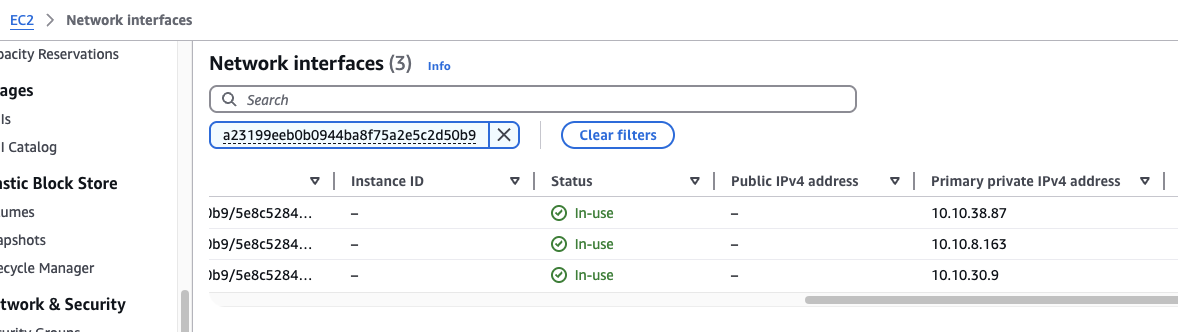 EC2 > Network interfaces
pacity Reservations
ages
Is
I Catalog
astic Block Store
umes
apshots
ecycle Manager
twork & Security
curity Groups
Network interfaces (3) Info
Search
a23199eeb0b0944ba8f75a2e5c2d50b9
Clear filters
Instance ID Status Public IPv4 address Primary private IPv4 address
0b9/5e8c5284... – In-use – 10.10.38.87
0b9/5e8c5284... – In-use – 10.10.8.163
0b9/5e8c5284... – In-use – 10.10.30.9